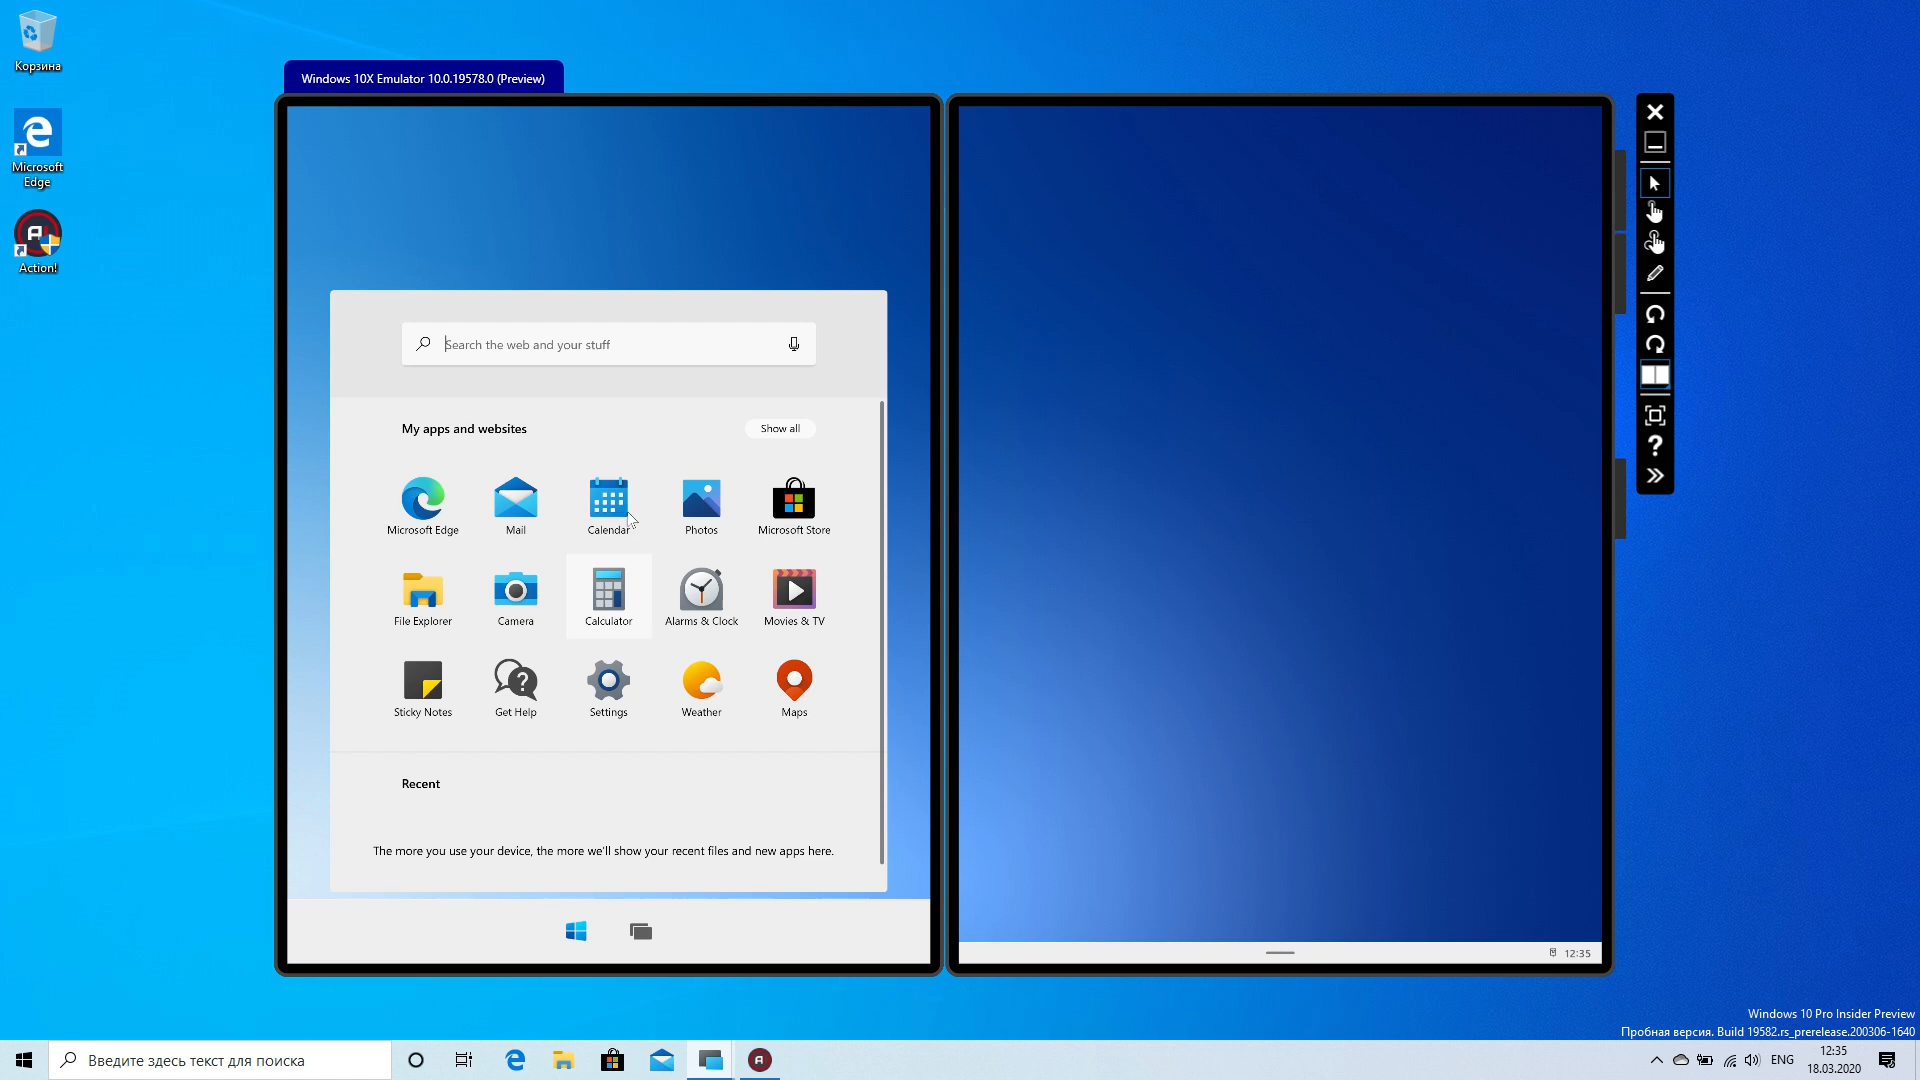 Корзина
Microsoft
Edge
Action!
Windows 10X Emulator 10.0.19578.0 (Preview)
Search the web and your stuff
My apps and websites
Show all
Microsoft Edge
Mail
Calendar
Photos
Microsoft Store
File Explorer
Camera
Calculator
Alarms & Clock
Movies & TV
Sticky Notes
Get Help
Settings
Weather
Maps
Recent
The more you use your device, the more we'll show your recent files and new apps here.
12:35
Windows 10 Pro Insider Preview
Пробная версия. Build 19582.rs_prerelease.200306-1640
Введите здесь текст для поиска
ENG
12:35
18.03.2020